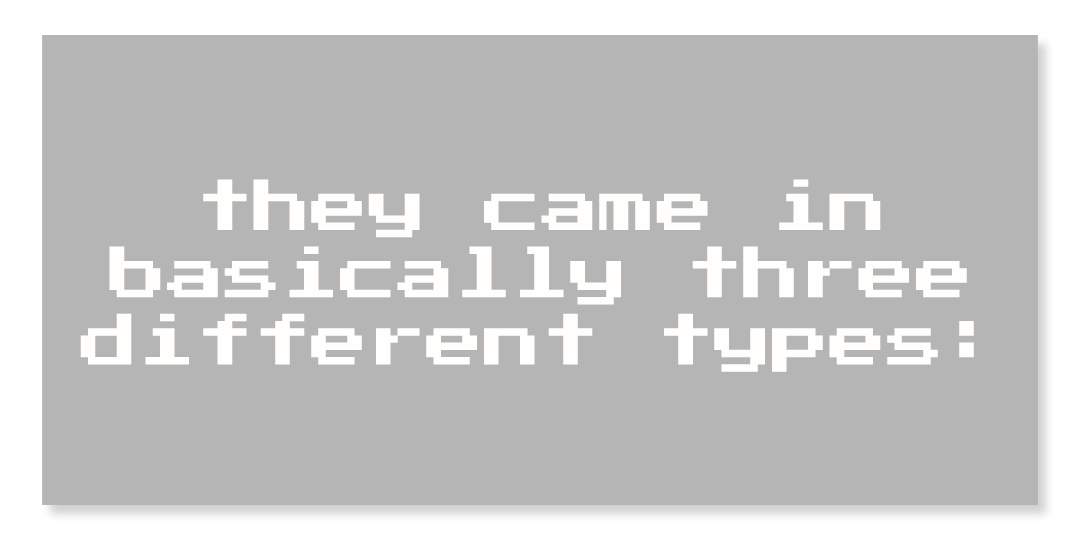 they came in
basically three
different types: